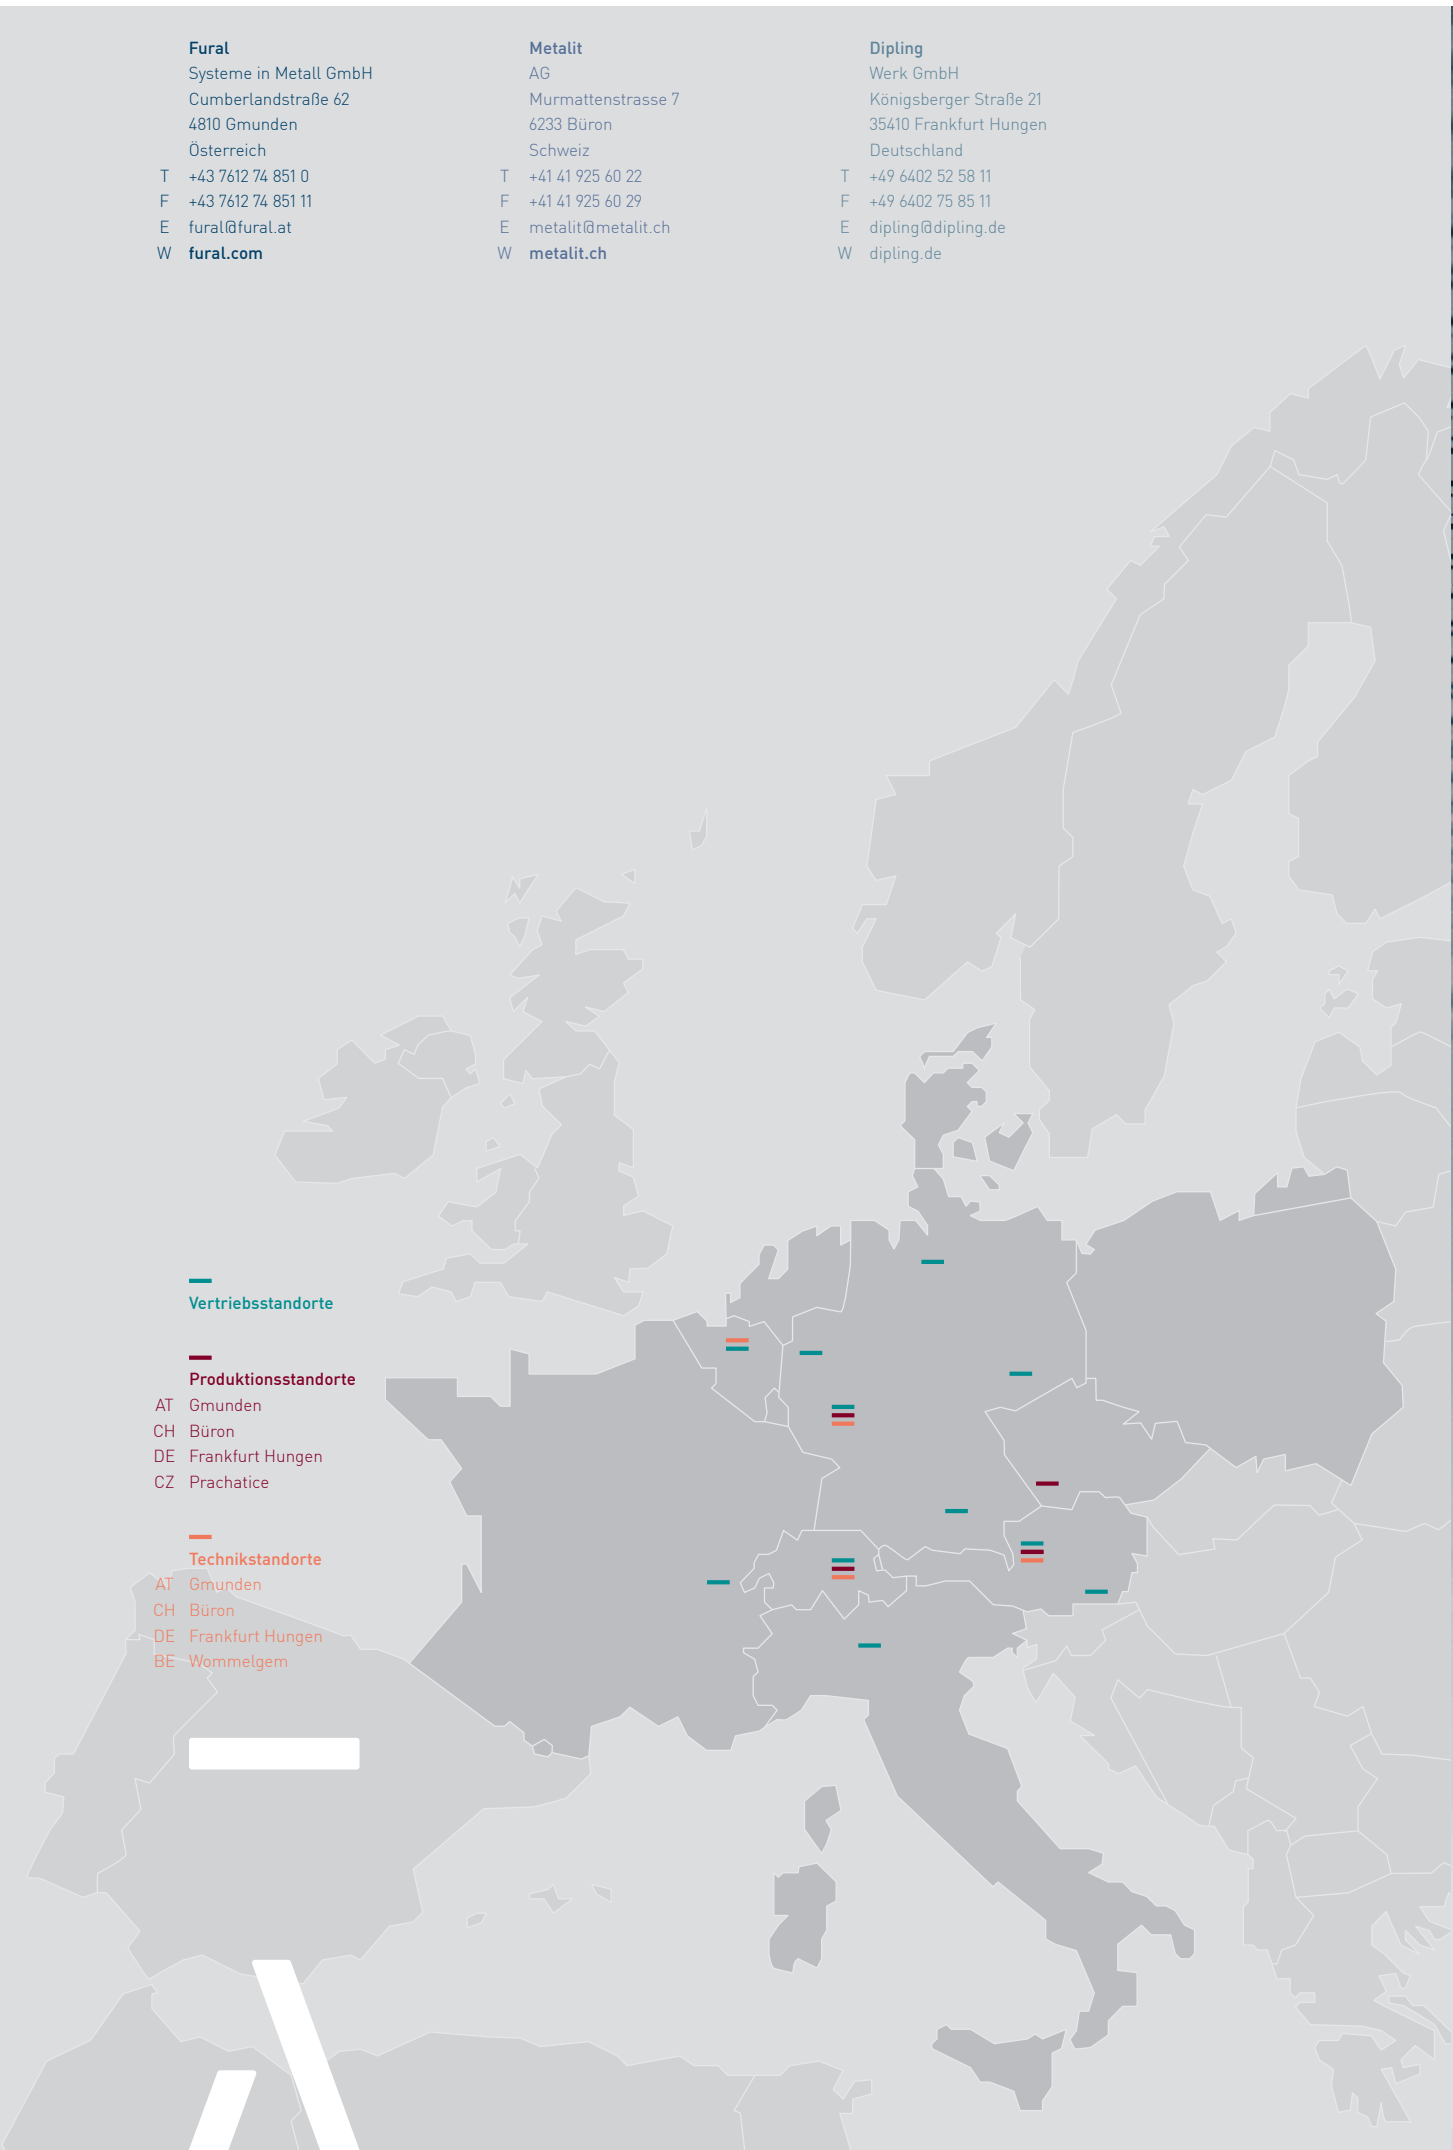 Fural
Systeme in Metall GmbH
Cumberlandstraße 62
4810 Gmunden
Österreich
T +43 7612 74 851 0
F +43 7612 74 851 11
E fural@fural.at
W fural.com
Metalit
AG
Murmattenstrasse 7
6233 Büron
Schweiz
T +41 41 925 60 22
F +41 41 925 60 29
E metalit@metalit.ch
W metalit.ch
Dipling
Werk GmbH
Königsberger Straße 21
35410 Frankfurt Hungen
Deutschland
T +49 6402 52 58 11
F +49 6402 75 85 11
E dipling@dipling.de
W dipling.de
Vertriebsstandorte
Produktionsstandorte
AT Gmunden
CH Büron
DE Frankfurt Hungen
CZ Prachatice
Technikstandorte
AT Gmunden
CH Büron
DE Frankfurt Hungen
BE Wommelgem